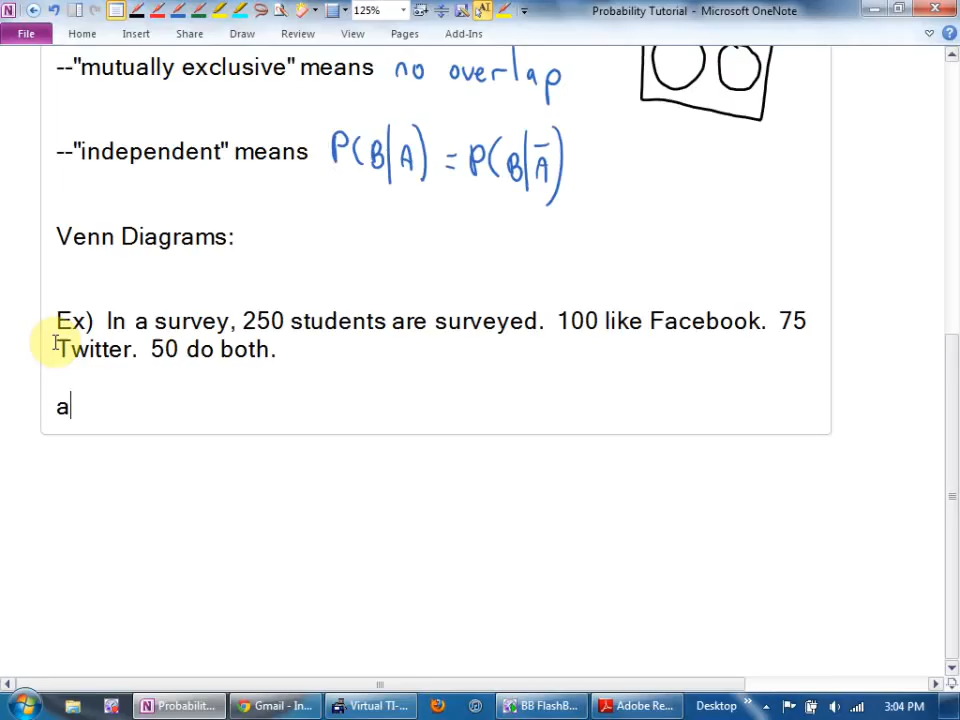 125%
Probability Tutorial - Microsoft OneNote
File Home Insert Share Draw Review View Pages Add-Ins
--"mutually exclusive" means no overlap
--"independent" means P(B|A) = P(B|A̅)
Venn Diagrams:
Ex) In a survey, 250 students are surveyed. 100 like Facebook. 75
Twitter. 50 do both.
a
Probabilit... Gmail - In... Virtual TI-... BB FlashB... Adobe Re... Desktop » 3:04 PM